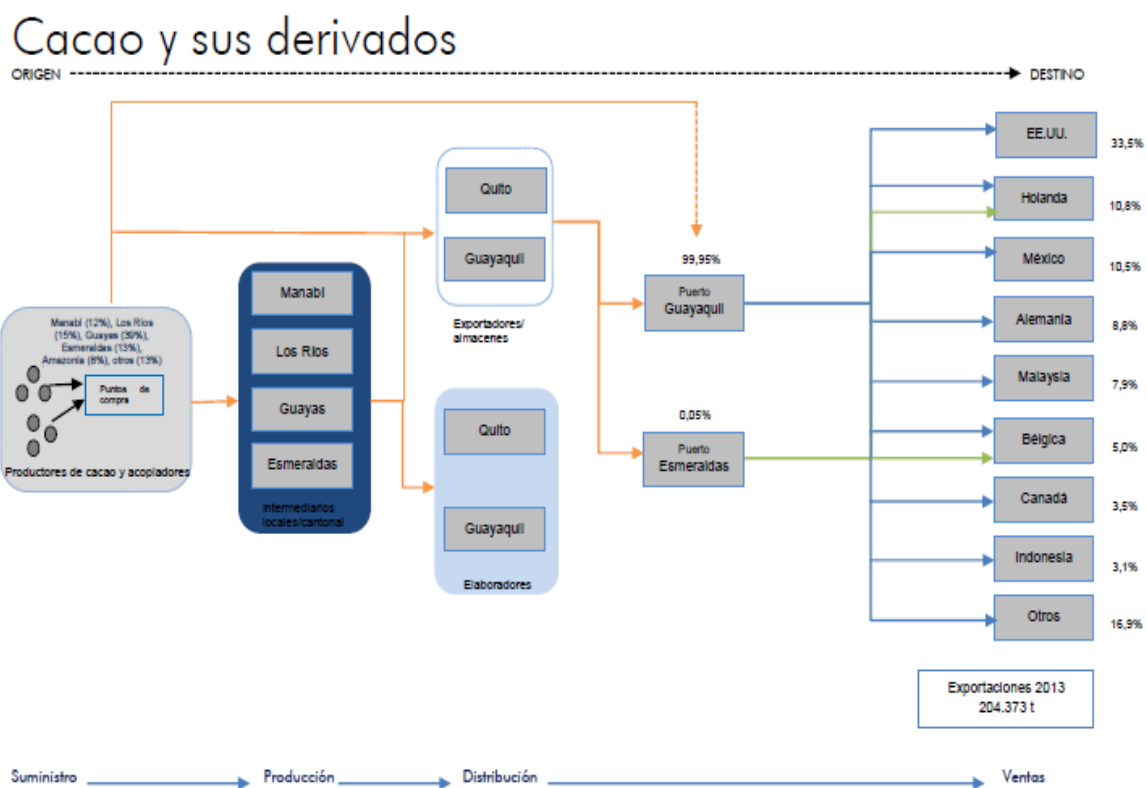 Cacao y sus derivados
ORIGEN
DESTINO
EE.UU.
33,5%
Quito
Holanda
10,8%
Guayaquil
México
10,5%
99,95%
Manabí
Puerto
Guayaquil
Exportadores/
almacenes
Alemania
8,8%
Manabí (12%), Los Ríos
(15%), Guayas (39%),
Esmeraldas (13%),
Amazonía (8%), otros (13%)
Los Ríos
Malaysia
7,9%
Puntos de
compra
Guayas
0,05%
Quito
Bélgica
5,0%
Puerto
Esmeraldas
Esmeraldas
Productores de cacao y acopiadores
Canadá
3,5%
Intermediarios
locales/cantonal
Guayaquil
Indonesia
3,1%
Elaboradores
Otros
16,9%
Exportaciones 2013
204.373 t
Suministro
Producción
Distribución
Ventas